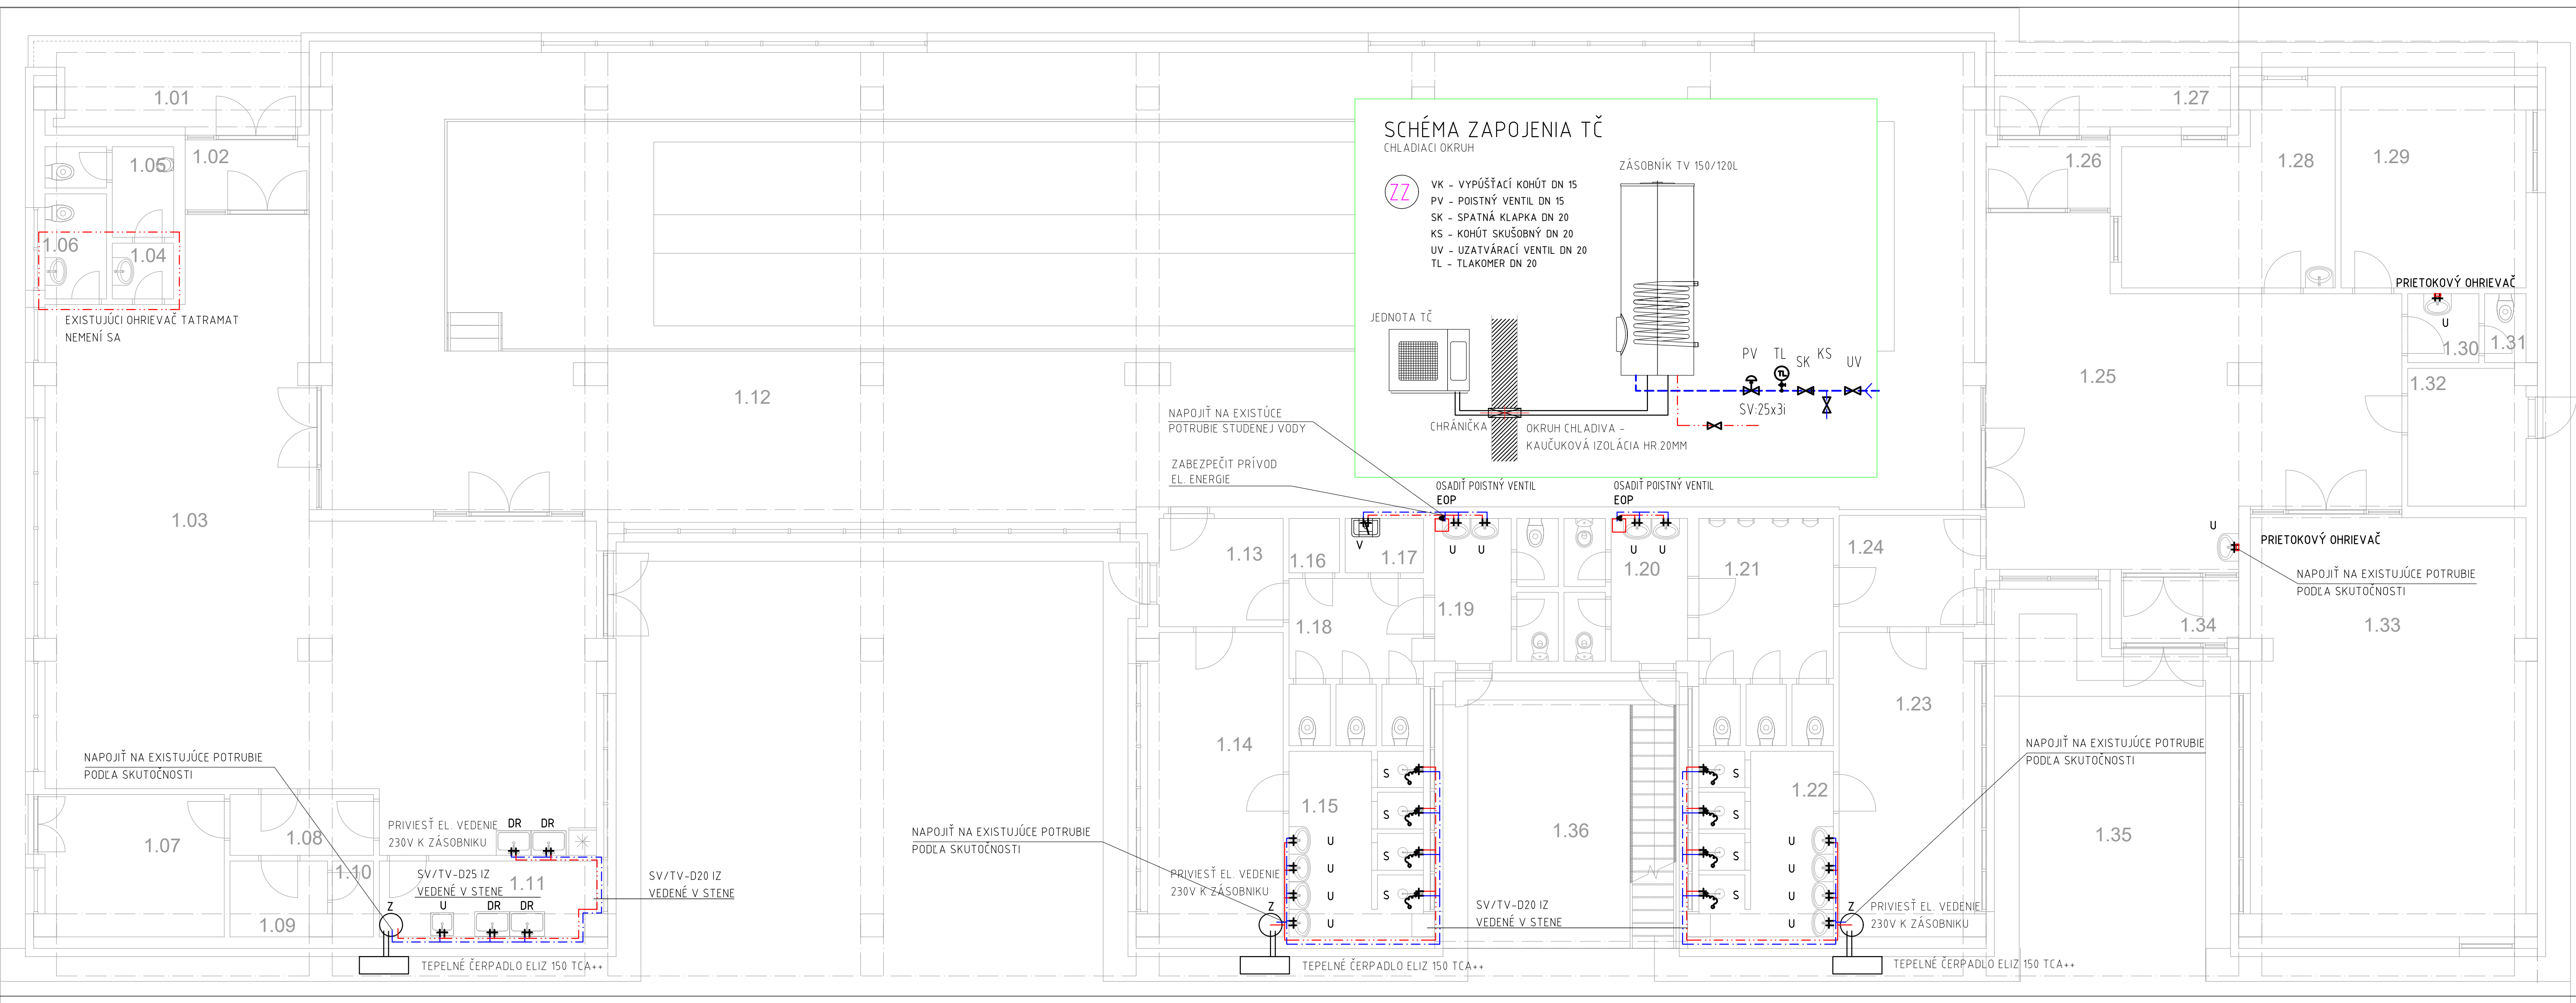 1.01
1.02
1.05
1.06
1.04
EXISTUJÚCI OHRIEVAČ TATRAMAT
NEMENÍ SA
1.03
1.12
SCHÉMA ZAPOJENIA TČ
CHLADIACI OKRUH
ZZ
VK - VYPÚŠŤACÍ KOHÚT DN 15
PV - POISTNÝ VENTIL DN 15
SK - SPATNÁ KLAPKA DN 20
KS - KOHÚT SKUŠOBNÝ DN 20
UV - UZATVÁRACÍ VENTIL DN 20
TL - TLAKOMER DN 20
ZÁSOBNÍK TV 150/120L
JEDNOTA TČ
PV
TL
SK
KS
UV
TL
SV:25x3i
CHRÁNIČKA
OKRUH CHLADIVA -
KAUČUKOVÁ IZOLÁCIA HR.20MM
NAPOJIŤ NA EXISTÚCE
POTRUBIE STUDENEJ VODY
ZABEZPEČIT PRÍVOD
EL. ENERGIE
OSADIŤ POISTNÝ VENTIL
EOP
OSADIŤ POISTNÝ VENTIL
EOP
1.27
1.26
1.28
1.29
PRIETOKOVÝ OHRIEVAČ
U
1.30
1.31
1.25
1.32
1.13
1.16
V
1.17
U
U
U
U
1.20
1.21
1.24
U
PRIETOKOVÝ OHRIEVAČ
NAPOJIŤ NA EXISTUJÚCE POTRUBIE
PODĽA SKUTOČNOSTI
1.18
1.19
1.34
1.33
1.14
1.23
NAPOJIŤ NA EXISTUJÚCE POTRUBIE
PODĽA SKUTOČNOSTI
NAPOJIŤ NA EXISTUJÚCE POTRUBIE
PODĽA SKUTOČNOSTI
1.07
1.08
PRIVIESŤ EL. VEDENIE
230V K ZÁSOBNIKU
DR
DR
1.10
SV/TV-D25 IZ
VEDENÉ V STENE
1.11
SV/TV-D20 IZ
VEDENÉ V STENE
Z
U
DR
DR
1.09
TEPELNÉ ČERPADLO ELIZ 150 TCA++
NAPOJIŤ NA EXISTUJÚCE POTRUBIE
PODĽA SKUTOČNOSTI
1.15
S
S
S
S
U
U
U
U
PRIVIESŤ EL. VEDENIE
230V K ZÁSOBNIKU
Z
TEPELNÉ ČERPADLO ELIZ 150 TCA++
SV/TV-D20 IZ
VEDENÉ V STENE
1.36
S
S
S
S
1.22
U
U
U
U
Z
PRIVIESŤ EL. VEDENIE
230V K ZÁSOBNIKU
TEPELNÉ ČERPADLO ELIZ 150 TCA++
1.35